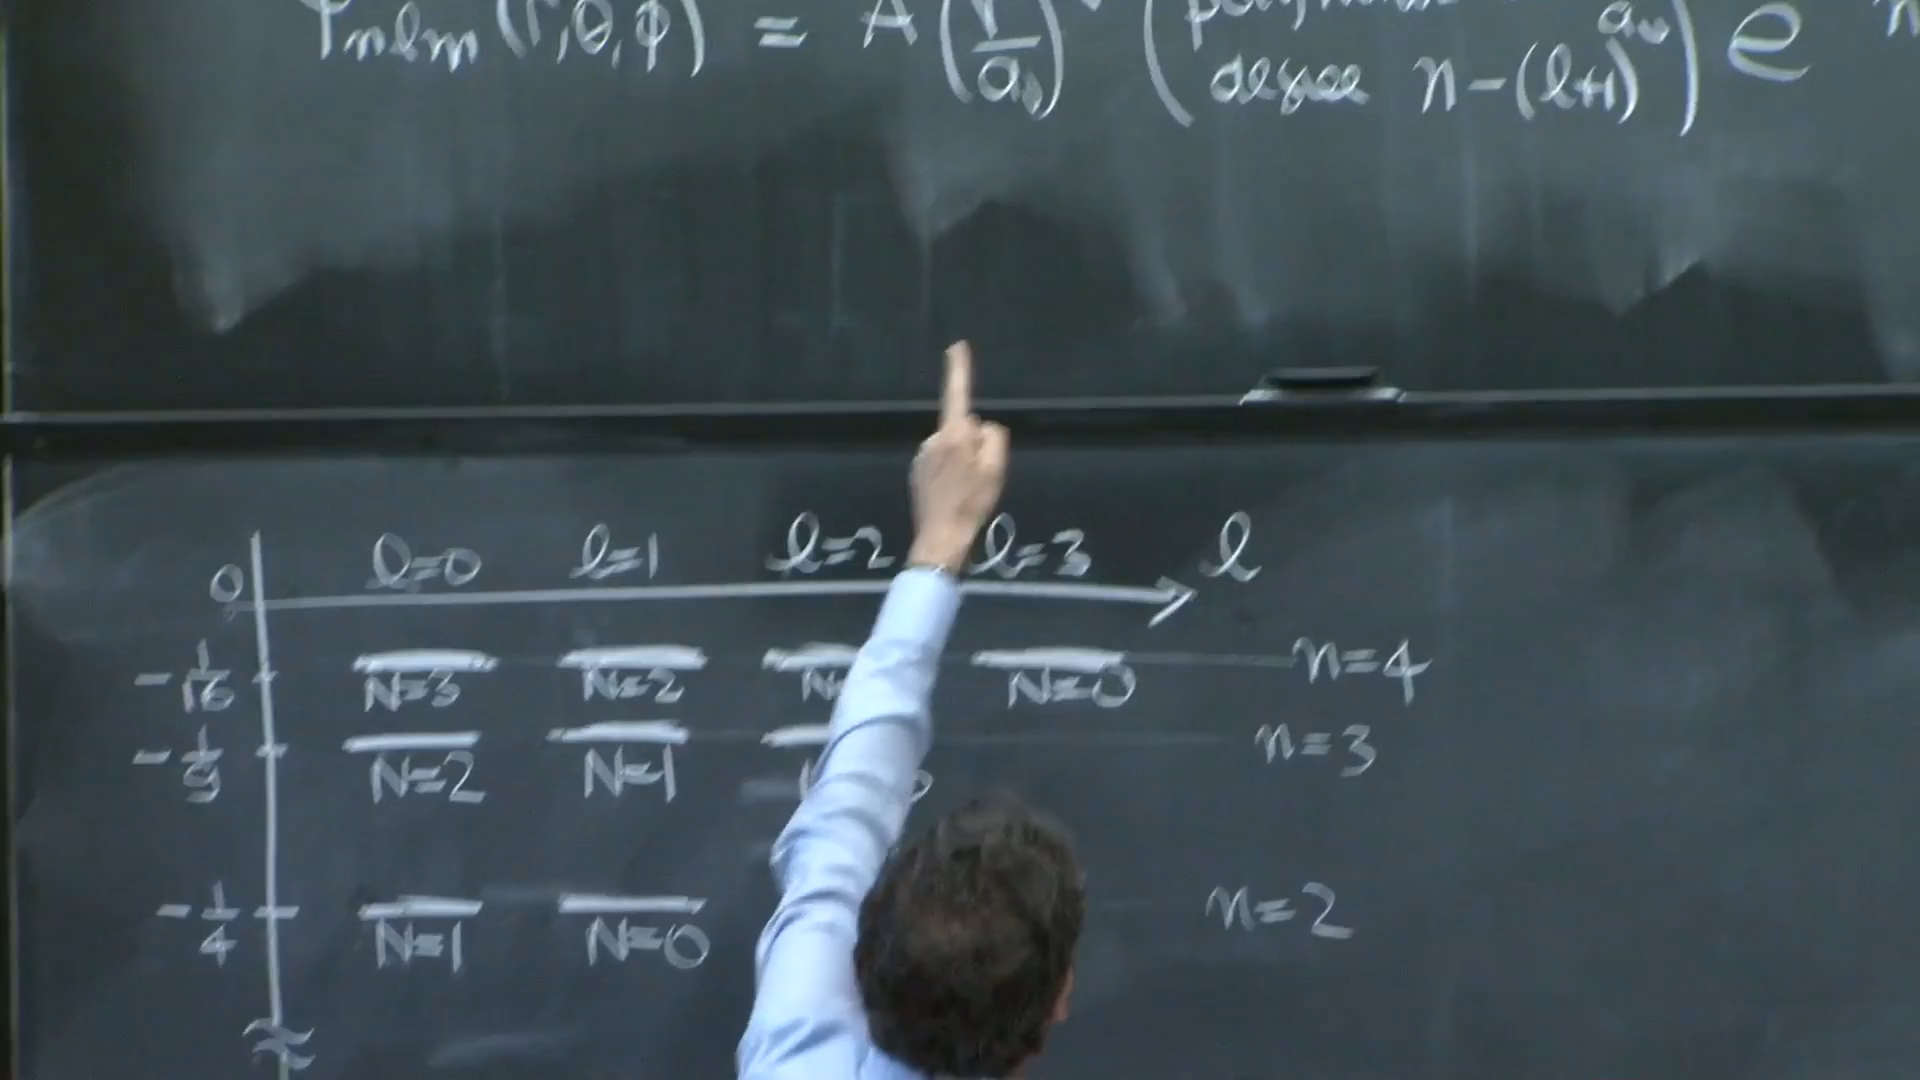 ψnlm(r,θ,φ) = A (r/a₀) ( degree n-(l+1) ) e
l=0 l=1 l=2 l=3 l
0
-1/16 N=3 N=2 N=0 n=4
-1/9 N=2 N=1 n=3
-1/4 N=1 N=0 n=2